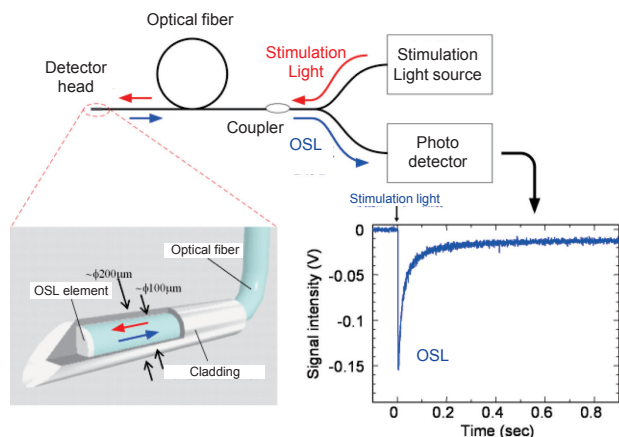 Optical fiber
Stimulation
Light
Stimulation
Light source
Detector
head
Coupler
OSL
Photo
detector
Stimulation light
Optical fiber
~ϕ200μm
~ϕ100μm
OSL element
Cladding
Signal intensity (V)
0
-0.05
-0.1
-0.15
OSL
0 0.2 0.4 0.6 0.8
Time (sec)